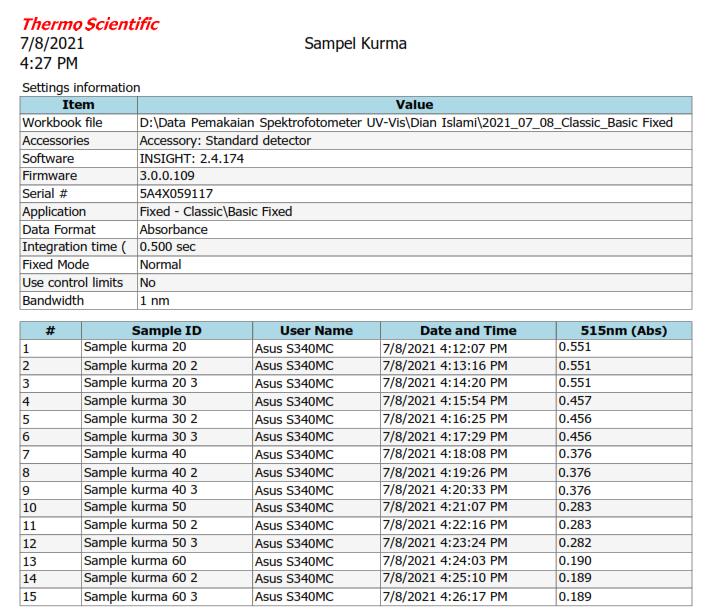 Thermo Scientific
7/8/2021 Sampel Kurma
4:27 PM
Settings information
Item Value
Workbook file D:\Data Pemakaian Spektrofotometer UV-Vis\Dian Islami\2021_07_08_Classic_Basic Fixed
Accessories Accessory: Standard detector
Software INSIGHT: 2.4.174
Firmware 3.0.0.109
Serial # 5A4X059117
Application Fixed - Classic\Basic Fixed
Data Format Absorbance
Integration time ( 0.500 sec
Fixed Mode Normal
Use control limits No
Bandwidth 1 nm
# Sample ID User Name Date and Time 515nm (Abs)
1 Sample kurma 20 Asus S340MC 7/8/2021 4:12:07 PM 0.551
2 Sample kurma 20 2 Asus S340MC 7/8/2021 4:13:16 PM 0.551
3 Sample kurma 20 3 Asus S340MC 7/8/2021 4:14:20 PM 0.551
4 Sample kurma 30 Asus S340MC 7/8/2021 4:15:54 PM 0.457
5 Sample kurma 30 2 Asus S340MC 7/8/2021 4:16:25 PM 0.456
6 Sample kurma 30 3 Asus S340MC 7/8/2021 4:17:29 PM 0.456
7 Sample kurma 40 Asus S340MC 7/8/2021 4:18:08 PM 0.376
8 Sample kurma 40 2 Asus S340MC 7/8/2021 4:19:26 PM 0.376
9 Sample kurma 40 3 Asus S340MC 7/8/2021 4:20:33 PM 0.376
10 Sample kurma 50 Asus S340MC 7/8/2021 4:21:07 PM 0.283
11 Sample kurma 50 2 Asus S340MC 7/8/2021 4:22:16 PM 0.283
12 Sample kurma 50 3 Asus S340MC 7/8/2021 4:23:24 PM 0.282
13 Sample kurma 60 Asus S340MC 7/8/2021 4:24:03 PM 0.190
14 Sample kurma 60 2 Asus S340MC 7/8/2021 4:25:10 PM 0.189
15 Sample kurma 60 3 Asus S340MC 7/8/2021 4:26:17 PM 0.189